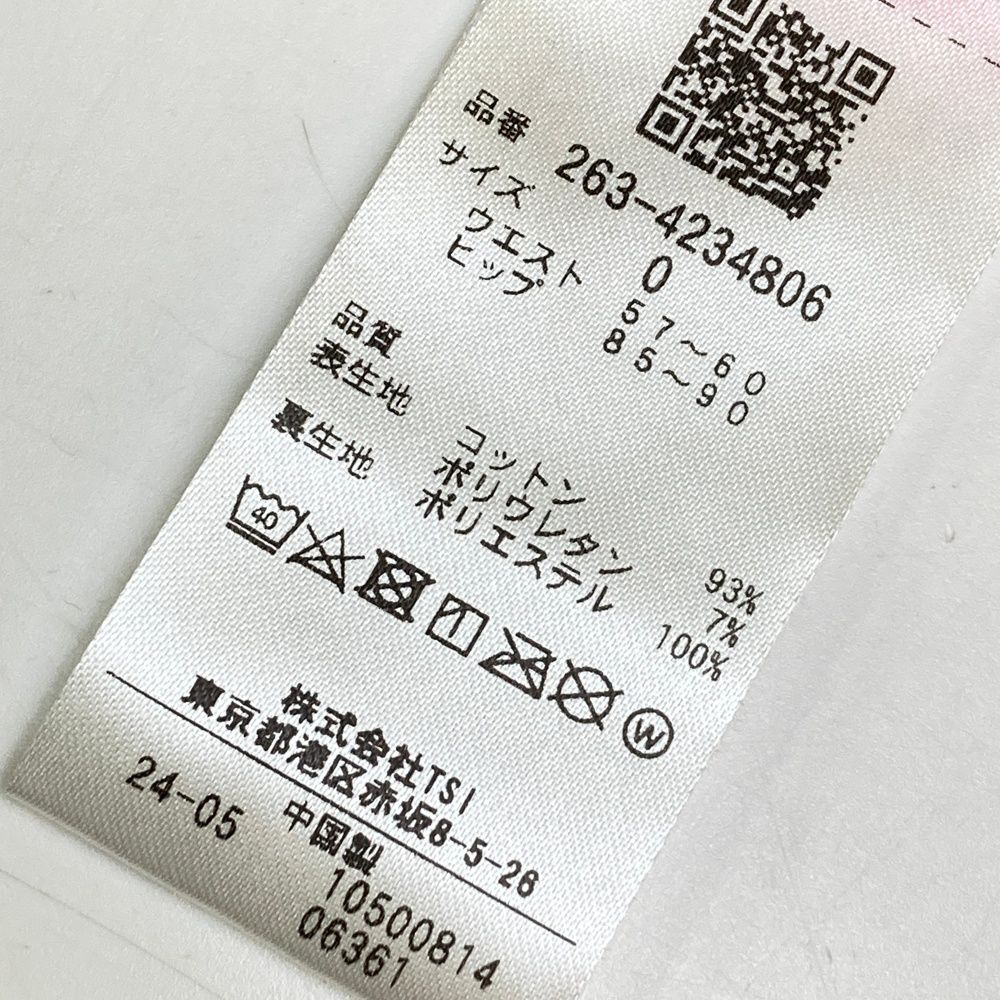 品番 263-4234806
サイズ 0
ウエスト 57～60
ヒップ 85～90
品質
表生地 コットン 93%
ポリウレタン 7%
裏生地 ポリエステル 100%
40
W
株式会社TSI
東京都港区赤坂8-5-26
24-05 中国製
10500814
06361